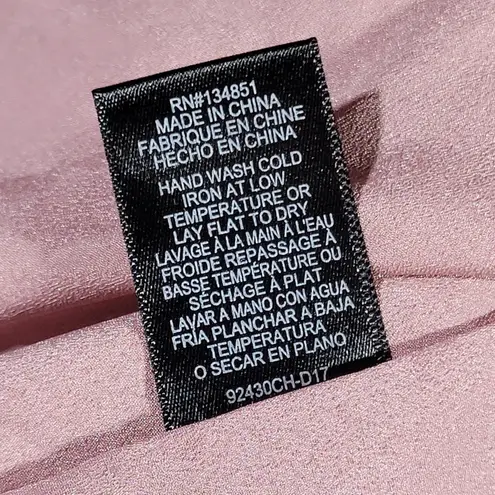 RN#134851
MADE IN CHINA
FABRIQUE EN CHINE
HECHO EN CHINA
HAND WASH COLD
IRON AT LOW
TEMPERATURE OR
LAY FLAT TO DRY
LAVAGE À LA MAIN À L'EAU
FROIDE REPASSAGE À
BASSE TEMPÉRATURE OU
SÉCHAGE À PLAT
LAVAR A MANO CON AGUA
FRÍA PLANCHAR A BAJA
TEMPERATURA
O SECAR EN PLANO
92430CH-D17